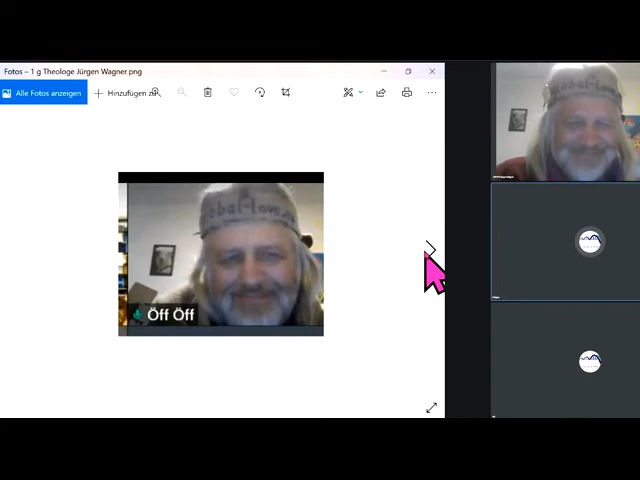 Fotos – 1 g Theologe Jürgen Wagner.png
Alle Fotos anzeigen
Hinzufügen zu
Öff Öff